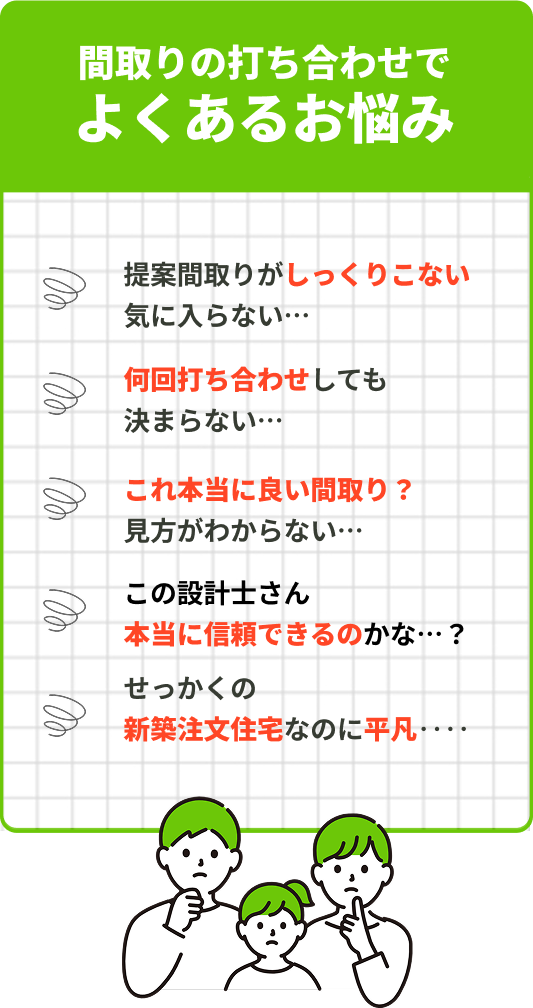 間取りの打ち合わせで
よくあるお悩み
提案間取りがしっくりこない
気に入らない…
何回打ち合わせしても
決まらない…
これ本当に良い間取り？
見方がわからない…
この設計士さん
本当に信頼できるのかな…？
せっかくの
新築注文住宅なのに平凡‥‥